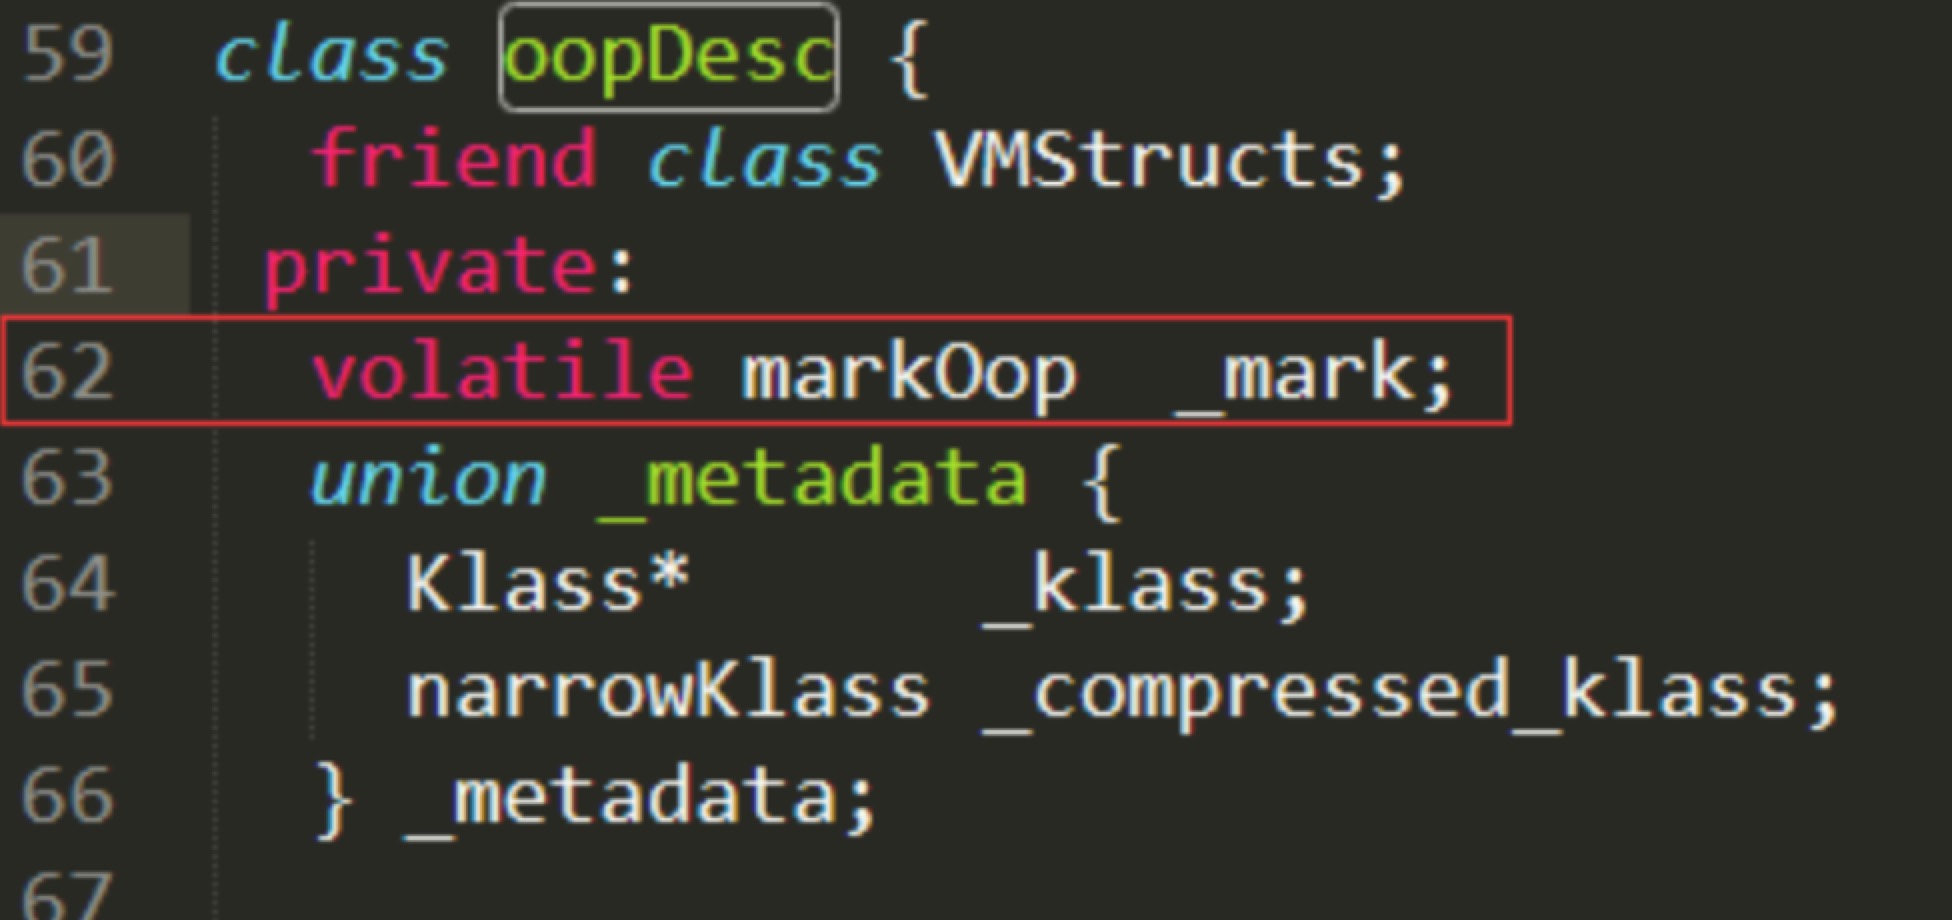 59 class oopDesc {
60 friend class VMStructs;
61 private:
62 volatile markOop _mark;
63 union _metadata {
64 Klass* _klass;
65 narrowKlass _compressed_klass;
66 } _metadata;
67